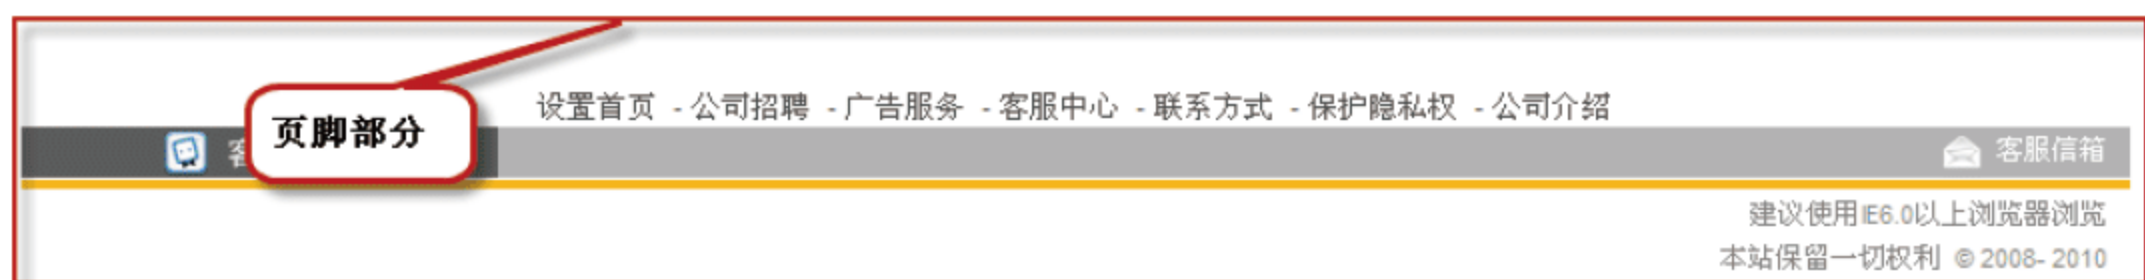 设置首页 - 公司招聘 - 广告服务 - 客服中心 - 联系方式 - 保护隐私权 - 公司介绍
页脚部分
客服信箱
建议使用IE6.0以上浏览器浏览
本站保留一切权利 © 2008- 2010